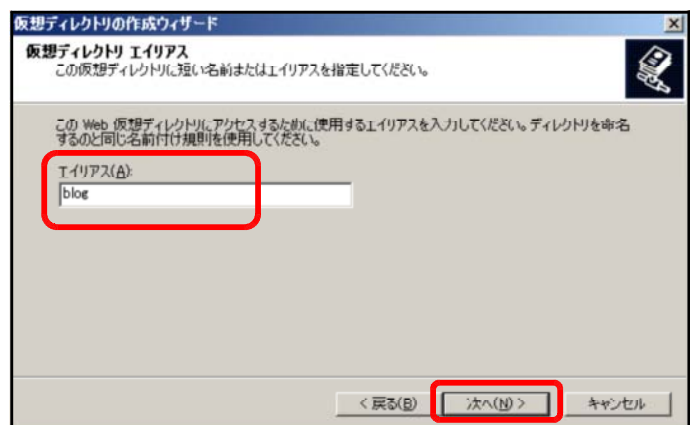 仮想ディレクトリの作成ウィザード
仮想ディレクトリ エイリアス
この仮想ディレクトリに短い名前またはエイリアスを指定してください。
この Web 仮想ディレクトリにアクセスするために使用するエイリアスを入力してください。ディレクトリを命名
するのと同じ名前付け規則を使用してください。
エイリアス(A):
blog
< 戻る(B) 次へ(N) > キャンセル